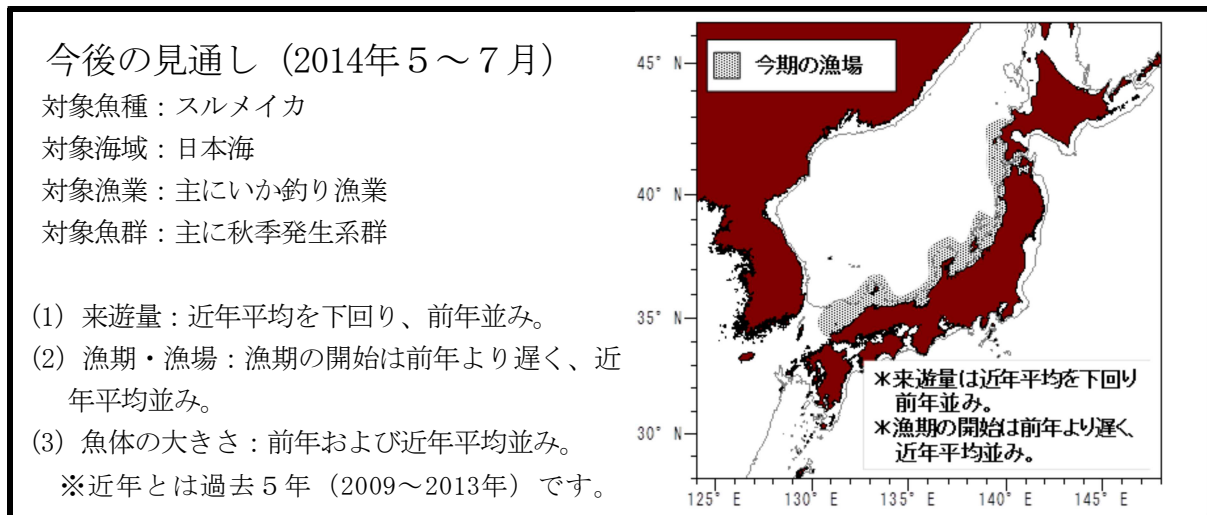 今後の見通し（2014年５～７月）
対象魚種：スルメイカ
対象海域：日本海
対象漁業：主にいか釣り漁業
対象魚群：主に秋季発生系群
(1) 来遊量：近年平均を下回り、前年並み。
(2) 漁期・漁場：漁期の開始は前年より遅く、近
年平均並み。
(3) 魚体の大きさ：前年および近年平均並み。
※近年とは過去５年（2009～2013年）です。
今期の漁場
45° N
40° N
35° N
30° N
＊来遊量は近年平均を下回り
前年並み。
＊漁期の開始は前年より遅く、
近年平均並み。
125° E 130° E 135° E 140° E 145° E